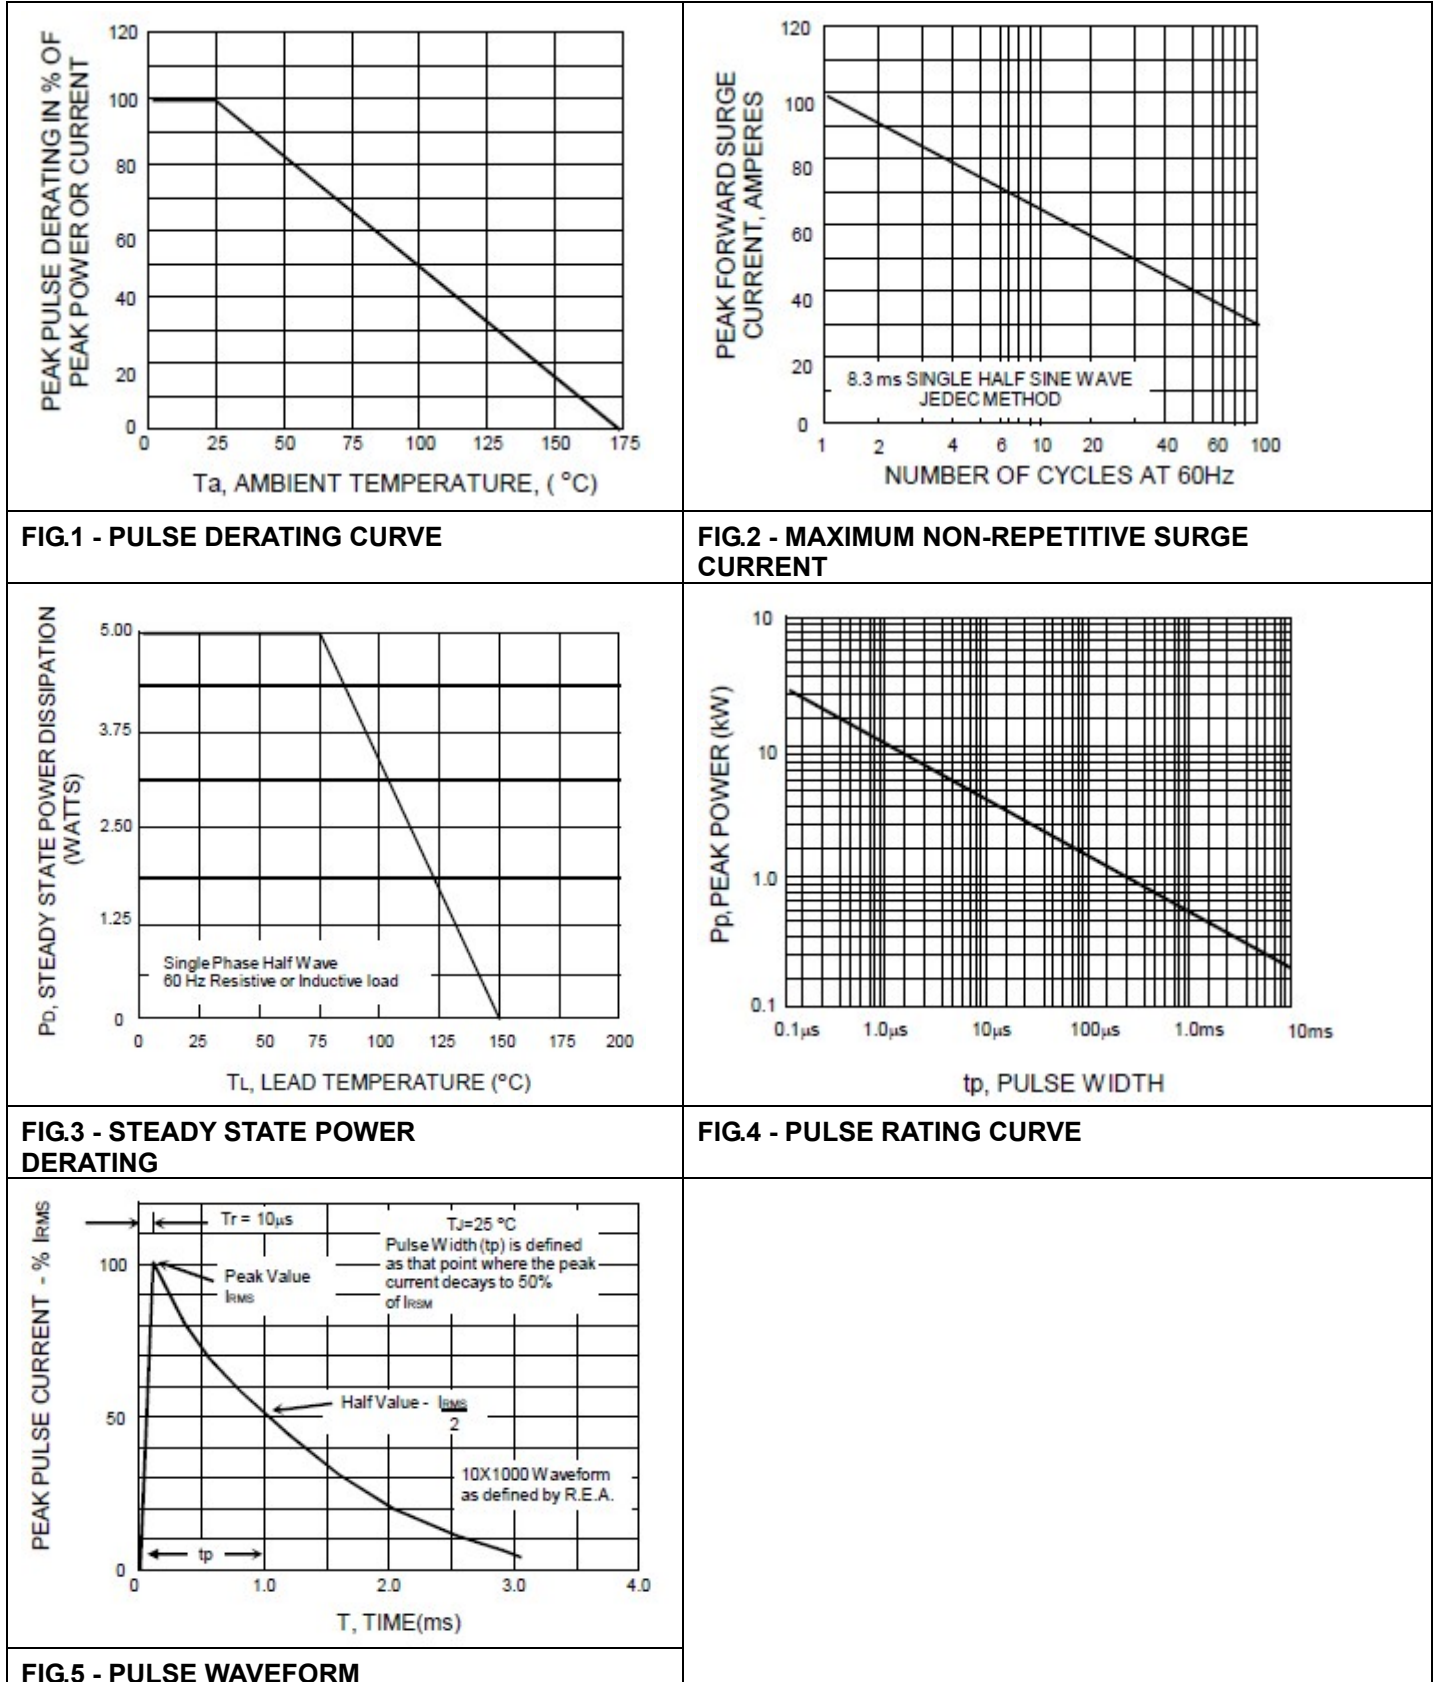 PEAK PULSE DERATING IN % OF
PEAK POWER OR CURRENT
120
100
80
60
40
20
0
0 25 50 75 100 125 150 175
Ta, AMBIENT TEMPERATURE, ( °C)
FIG.1 - PULSE DERATING CURVE
PEAK FORWARD SURGE
CURRENT, AMPERES
120
100
80
60
40
20
0
8.3 ms SINGLE HALF SINE WAVE
JEDEC METHOD
1 2 4 6 10 20 40 60 100
NUMBER OF CYCLES AT 60Hz
FIG.2 - MAXIMUM NON-REPETITIVE SURGE
CURRENT
PD, STEADY STATE POWER DISSIPATION
(WATTS)
5.00
3.75
2.50
1.25
0
Single Phase Half Wave
60 Hz Resistive or Inductive load
0 25 50 75 100 125 150 175 200
TL, LEAD TEMPERATURE (°C)
FIG.3 - STEADY STATE POWER
DERATING
Pp, PEAK POWER (kW)
10
10
1.0
0.1
0.1μs 1.0μs 10μs 100μs 1.0ms 10ms
tp, PULSE WIDTH
FIG.4 - PULSE RATING CURVE
PEAK PULSE CURRENT - % IRMS
100
50
0
Tr = 10μs
Peak Value
IRMS
TJ=25 °C
Pulse Width (tp) is defined
as that point where the peak
current decays to 50%
of IRSM
Half Value - IRMS
2
10X1000 Waveform
as defined by R.E.A.
tp
0 1.0 2.0 3.0 4.0
T, TIME(ms)
FIG.5 - PULSE WAVEFORM